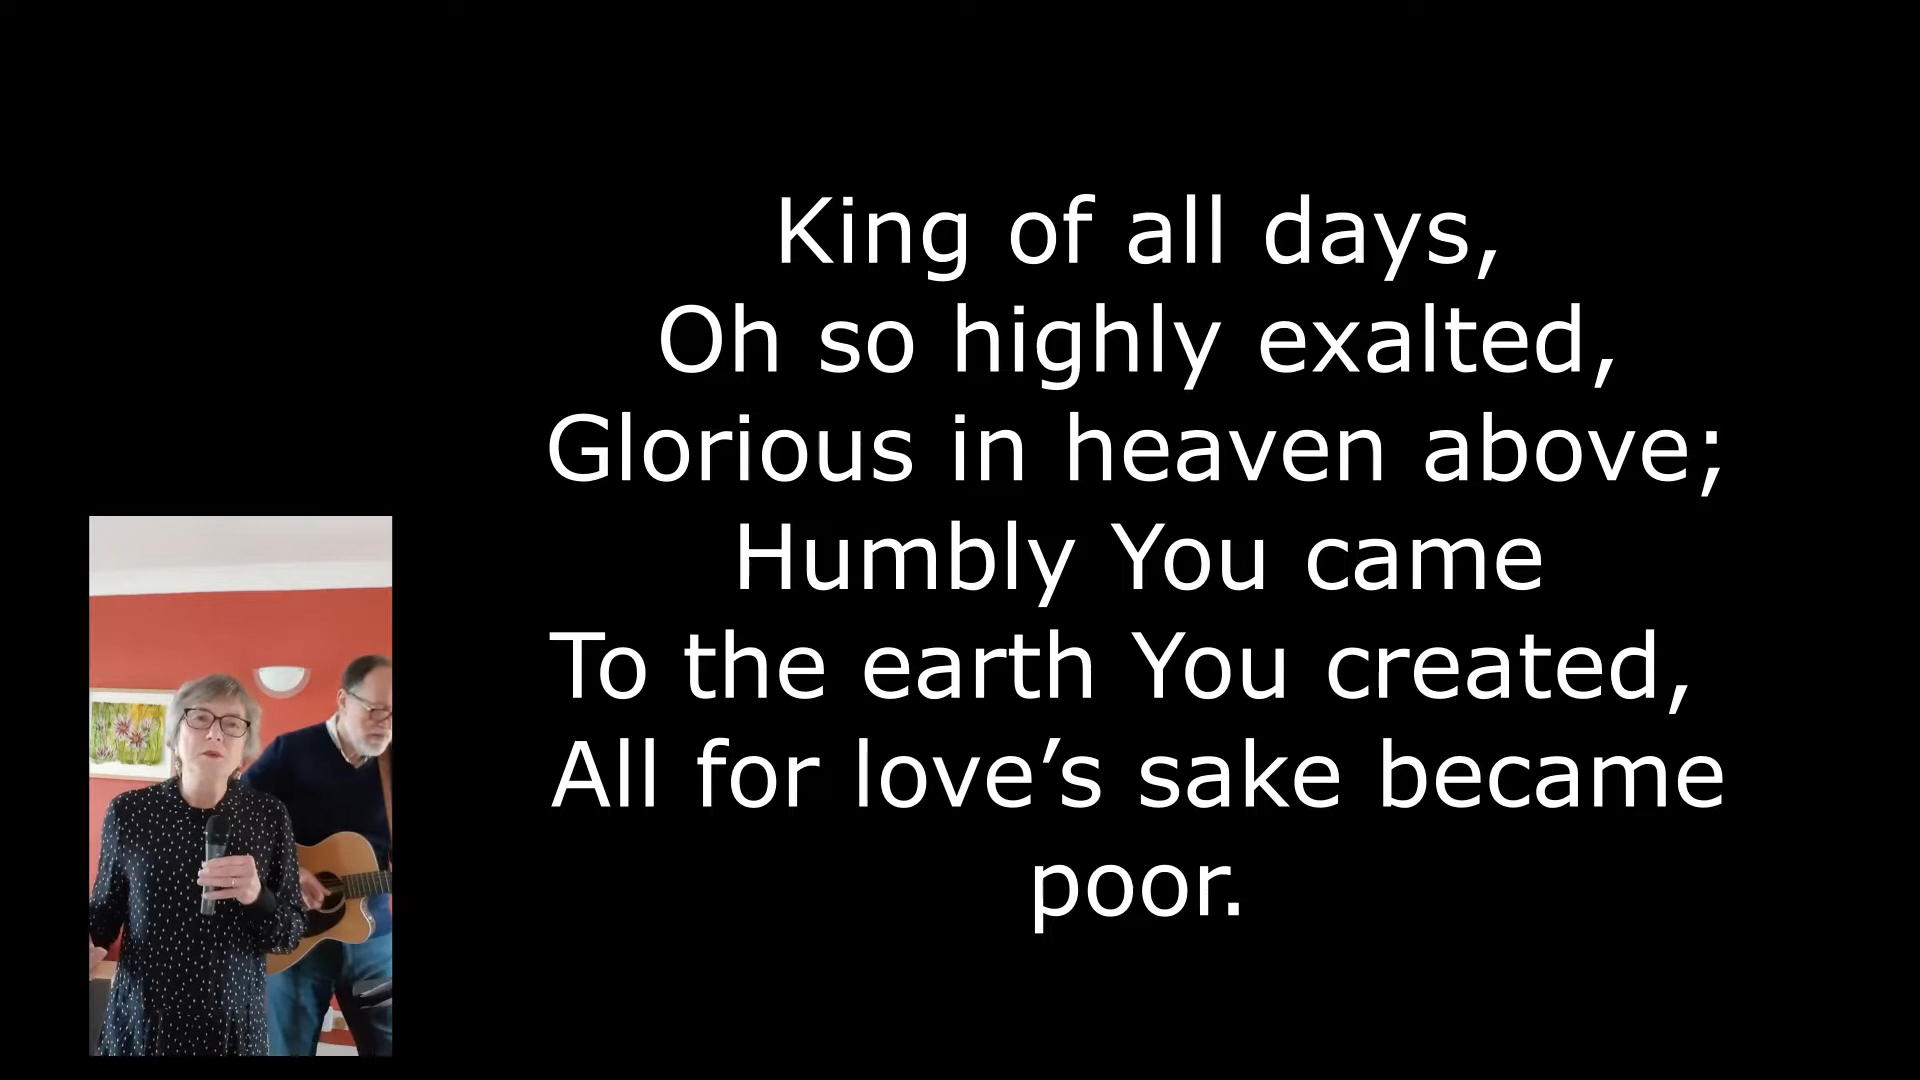 King of all days,
Oh so highly exalted,
Glorious in heaven above;
Humbly You came
To the earth You created,
All for love’s sake became
poor.